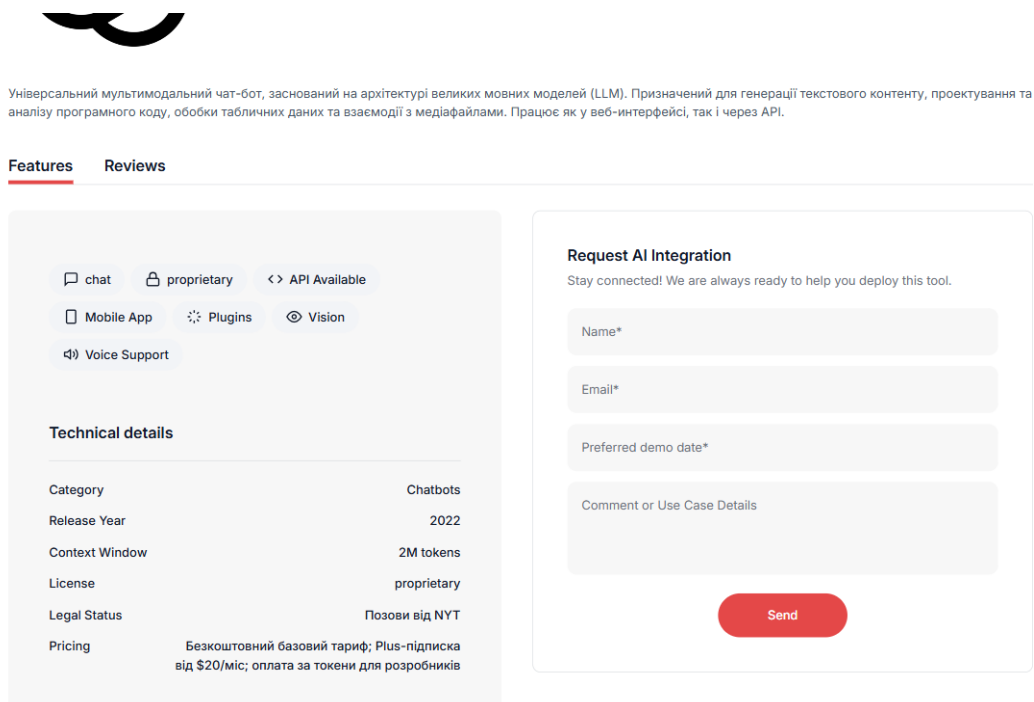 Універсальний мультимодальний чат-бот, заснований на архітектурі великих мовних моделей (LLM). Призначений для генерації текстового контенту, проектування та
аналізу програмного коду, обобки табличних даних та взаємодії з медіафайлами. Працює як у веб-интерфейсі, так і через API.
Features Reviews
chat proprietary API Available
Mobile App Plugins Vision
Voice Support
Technical details
Category Chatbots
Release Year 2022
Context Window 2M tokens
License proprietary
Legal Status Позови від NYT
Pricing Безкоштовний базовий тариф; Plus-підписка
від $20/міс; оплата за токени для розробників
Request AI Integration
Stay connected! We are always ready to help you deploy this tool.
Name*
Email*
Preferred demo date*
Comment or Use Case Details
Send